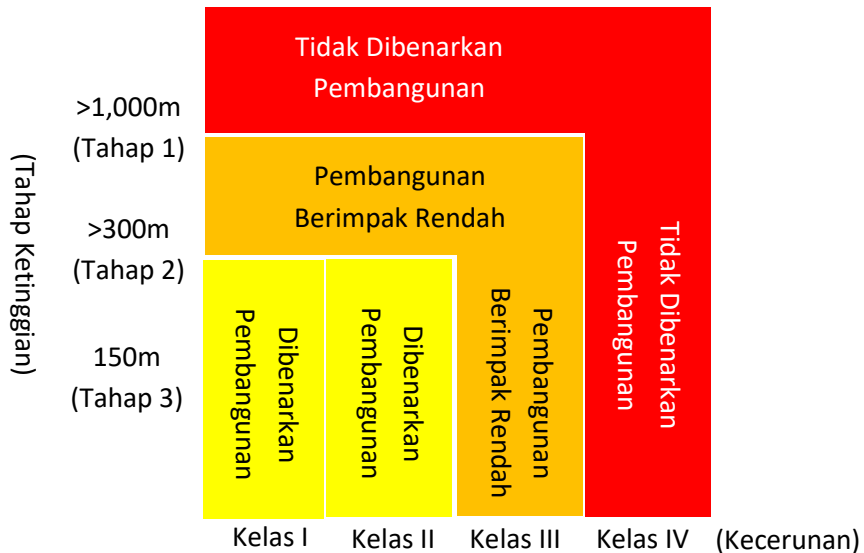 Tidak Dibenarkan
Pembangunan
>1,000m
(Tahap 1)
Pembangunan
Berimpak Rendah
>300m
(Tahap 2)
150m
(Tahap 3)
(Tahap Ketinggian)
Dibenarkan
Pembangunan
Dibenarkan
Pembangunan
Pembangunan
Berimpak Rendah
Tidak Dibenarkan
Pembangunan
Kelas I Kelas II Kelas III Kelas IV (Kecerunan)